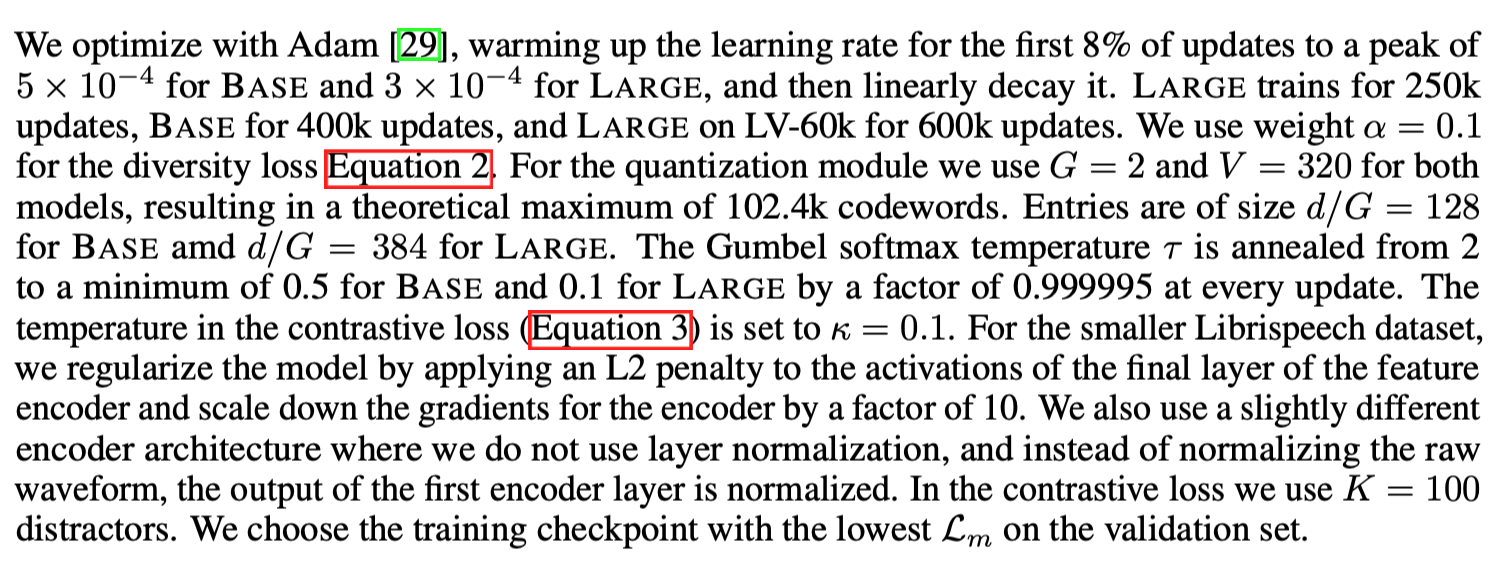 We optimize with Adam [29], warming up the learning rate for the first 8% of updates to a peak of
5 × 10⁻⁴ for BASE and 3 × 10⁻⁴ for LARGE, and then linearly decay it. LARGE trains for 250k
updates, BASE for 400k updates, and LARGE on LV-60k for 600k updates. We use weight α = 0.1
for the diversity loss Equation 2. For the quantization module we use G = 2 and V = 320 for both
models, resulting in a theoretical maximum of 102.4k codewords. Entries are of size d/G = 128
for BASE amd d/G = 384 for LARGE. The Gumbel softmax temperature τ is annealed from 2
to a minimum of 0.5 for BASE and 0.1 for LARGE by a factor of 0.999995 at every update. The
temperature in the contrastive loss (Equation 3) is set to κ = 0.1. For the smaller Librispeech dataset,
we regularize the model by applying an L2 penalty to the activations of the final layer of the feature
encoder and scale down the gradients for the encoder by a factor of 10. We also use a slightly different
encoder architecture where we do not use layer normalization, and instead of normalizing the raw
waveform, the output of the first encoder layer is normalized. In the contrastive loss we use K = 100
distractors. We choose the training checkpoint with the lowest ℒₘ on the validation set.